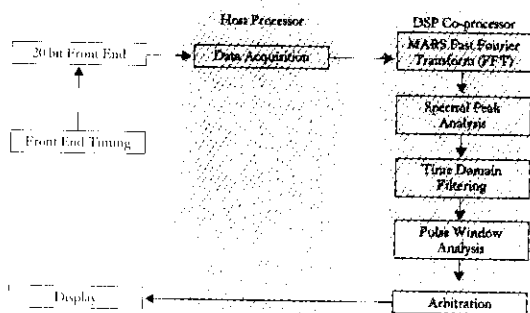 Host Processor
DSP Co-processor
20 bit Front End
Data Acquisition
MARS Fast Fourier
Transform (FFT)
Spectral Peak
Analysis
Front End Timing
Time Domain
Filtering
Pulse Window
Analysis
Display
Arbitration